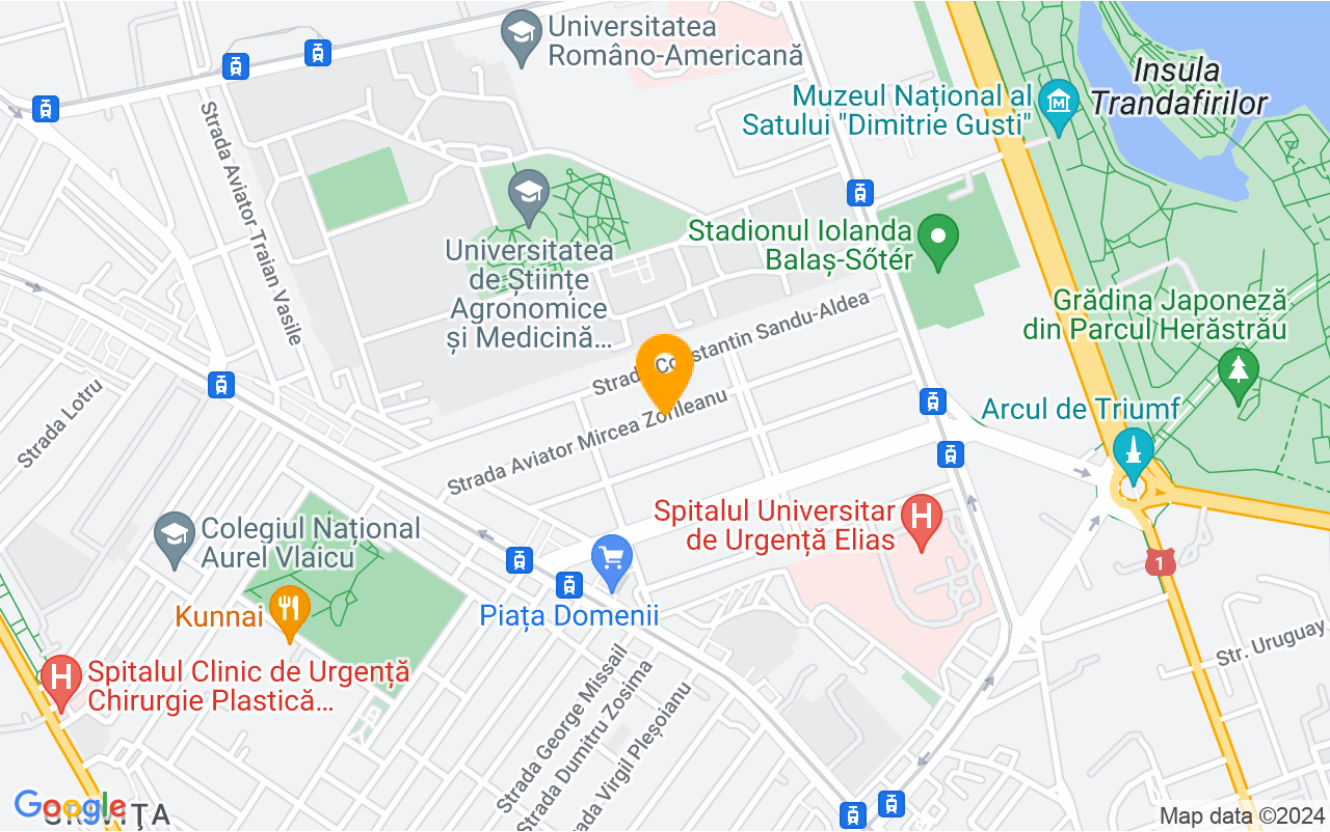 Universitatea
Româno-Americană
Insula
Trandafirilor
Muzeul Național al
Satului "Dimitrie Gusti"
Strada Aviator Traian Vasile
Stadionul Iolanda
Balaș-Sőtér
Universitatea
de Științe
Agronomice
și Medicină...
Grădina Japoneză
din Parcul Herăstrău
Strada Constantin Sandu-Aldea
Strada Aviator Mircea Zorileanu
Strada Lotru
Arcul de Triumf
Spitalul Universitar
de Urgență Elias
Colegiul Național
Aurel Vlaicu
1
Kunnai
Piața Domenii
Str. Uruguay
Spitalul Clinic de Urgență
Chirurgie Plastică...
Strada George Missail
Strada Dumitru Zosima
Strada Virgil Pleșoianu
Google
Map data ©2024